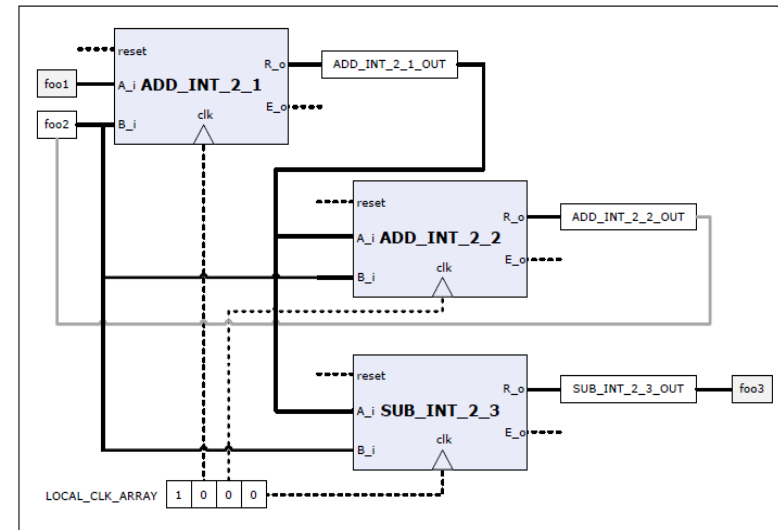 reset
R_o
ADD_INT_2_1_OUT
foo1
A_i
ADD_INT_2_1
E_o
foo2
B_i
clk
reset
R_o
ADD_INT_2_2_OUT
A_i
ADD_INT_2_2
E_o
B_i
clk
reset
R_o
SUB_INT_2_3_OUT
foo3
A_i
SUB_INT_2_3
E_o
B_i
clk
LOCAL_CLK_ARRAY 1 0 0 0